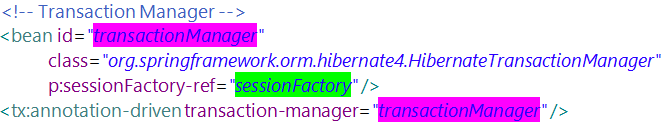 <!-- Transaction Manager -->
<bean id="transactionManager"
class="org.springframework.orm.hibernate4.HibernateTransactionManager"
p:sessionFactory-ref="sessionFactory"/>
<tx:annotation-driven transaction-manager="transactionManager"/>